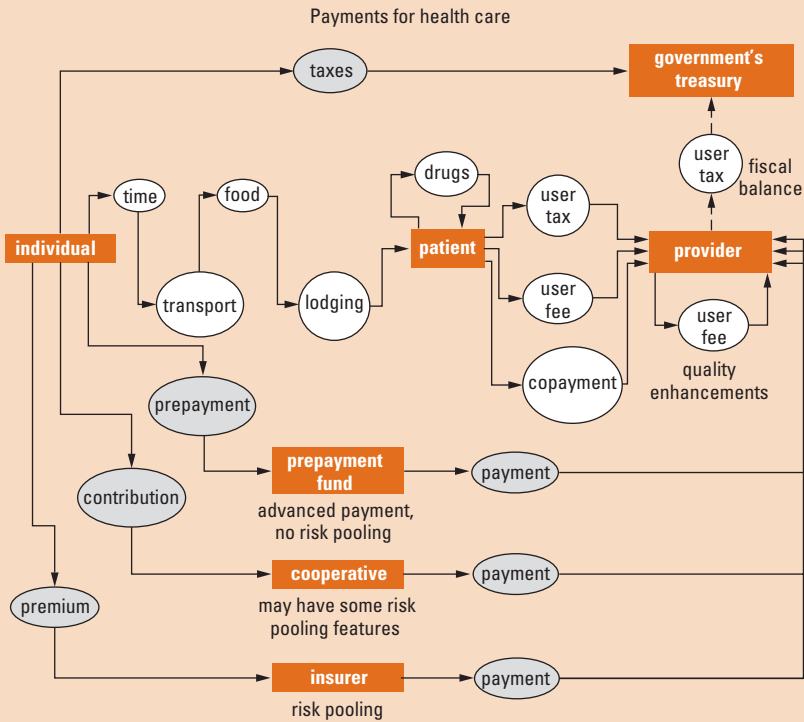 Payments for health care
taxes
government's
treasury
user
tax
fiscal
balance
time
food
drugs
user
tax
individual
patient
provider
transport
lodging
user
fee
user
fee
quality
enhancements
copayment
prepayment
prepayment
fund
payment
advanced payment,
no risk pooling
contribution
cooperative
payment
may have some risk
pooling features
premium
insurer
payment
risk pooling